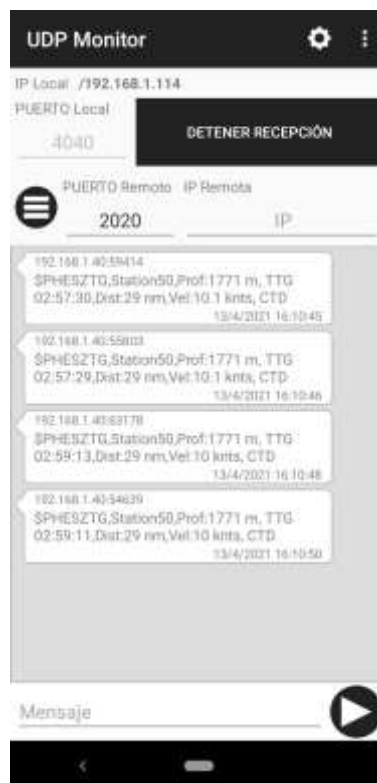 UDP Monitor
IP Local /192.168.1.114
PUERTO Local
4040
DETENER RECEPCIÓN
PUERTO Remoto IP Remota
2020 IP
192.168.1.40:59414
$PHESZTG,Station50,Prof:1771 m, TTG
02:57:30,Dist:29 nm,Vel:10.1 knts, CTD
13/4/2021 16:10:45
192.168.1.40:55803
$PHESZTG,Station50,Prof:1771 m, TTG
02:57:29,Dist:29 nm,Vel:10.1 knts, CTD
13/4/2021 16:10:46
192.168.1.40:63178
$PHESZTG,Station50,Prof:1771 m, TTG
02:59:13,Dist:29 nm,Vel:10 knts, CTD
13/4/2021 16:10:48
192.168.1.40:54639
$PHESZTG,Station50,Prof:1771 m, TTG
02:59:11,Dist:29 nm,Vel:10 knts, CTD
13/4/2021 16:10:50
Mensaje